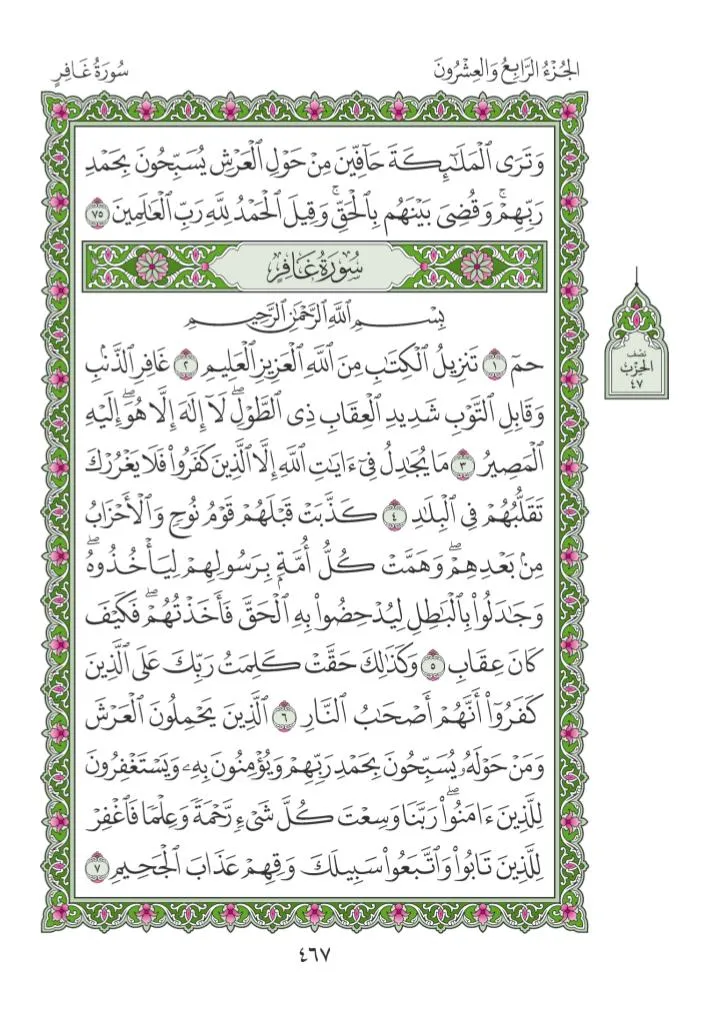 الجُزْءُ الرَّابِعُ وَالعِشْرُونَ
سُورَةُ غَافِرٍ
وَتَرَى ٱلْمَلَٰٓئِكَةَ حَآفِّينَ مِنْ حَوْلِ ٱلْعَرْشِ يُسَبِّحُونَ بِحَمْدِ
رَبِّهِمْۖ وَقُضِيَ بَيْنَهُم بِٱلْحَقِّۚ وَقِيلَ ٱلْحَمْدُ لِلَّهِ رَبِّ ٱلْعَٰلَمِينَ ٧٥
سُورَةُ غَافِرٍ
بِسْمِ ٱللَّهِ ٱلرَّحْمَٰنِ ٱلرَّحِيمِ
حمٓ ١ تَنزِيلُ ٱلْكِتَٰبِ مِنَ ٱللَّهِ ٱلْعَزِيزِ ٱلْعَلِيمِ ٢ غَافِرِ ٱلذَّنۢبِ
وَقَابِلِ ٱلتَّوْبِ شَدِيدِ ٱلْعِقَابِ ذِي ٱلطَّوْلِۖ لَآ إِلَٰهَ إِلَّا هُوَۖ إِلَيْهِ
ٱلْمَصِيرُ ٣ مَا يُجَٰدِلُ فِيٓ ءَايَٰتِ ٱللَّهِ إِلَّا ٱلَّذِينَ كَفَرُوا۟ فَلَا يَغْرُرْكَ
تَقَلُّبُهُمْ فِي ٱلْبِلَٰدِ ٤ كَذَّبَتْ قَبْلَهُمْ قَوْمُ نُوحٍ وَٱلْأَحْزَابُ
مِنۢ بَعْدِهِمْۖ وَهَمَّتْ كُلُّ أُمَّةٍۭ بِرَسُولِهِمْ لِيَأْخُذُوهُۖ
وَجَٰدَلُوا۟ بِٱلْبَٰطِلِ لِيُدْحِضُوا۟ بِهِ ٱلْحَقَّ فَأَخَذْتُهُمْۖ فَكَيْفَ
كَانَ عِقَابِ ٥ وَكَذَٰلِكَ حَقَّتْ كَلِمَتُ رَبِّكَ عَلَى ٱلَّذِينَ
كَفَرُوٓا۟ أَنَّهُمْ أَصْحَٰبُ ٱلنَّارِ ٦ ٱلَّذِينَ يَحْمِلُونَ ٱلْعَرْشَ
وَمَنْ حَوْلَهُۥ يُسَبِّحُونَ بِحَمْدِ رَبِّهِمْ وَيُؤْمِنُونَ بِهِۦ وَيَسْتَغْفِرُونَ
لِلَّذِينَ ءَامَنُوا۟ۖ رَبَّنَا وَسِعْتَ كُلَّ شَيْءٍ رَّحْمَةً وَعِلْمًا فَٱغْفِرْ
لِلَّذِينَ تَابُوا۟ وَٱتَّبَعُوا۟ سَبِيلَكَ وَقِهِمْ عَذَابَ ٱلْجَحِيمِ ٧
نصف
الحزب
٤٧
٤٦٧